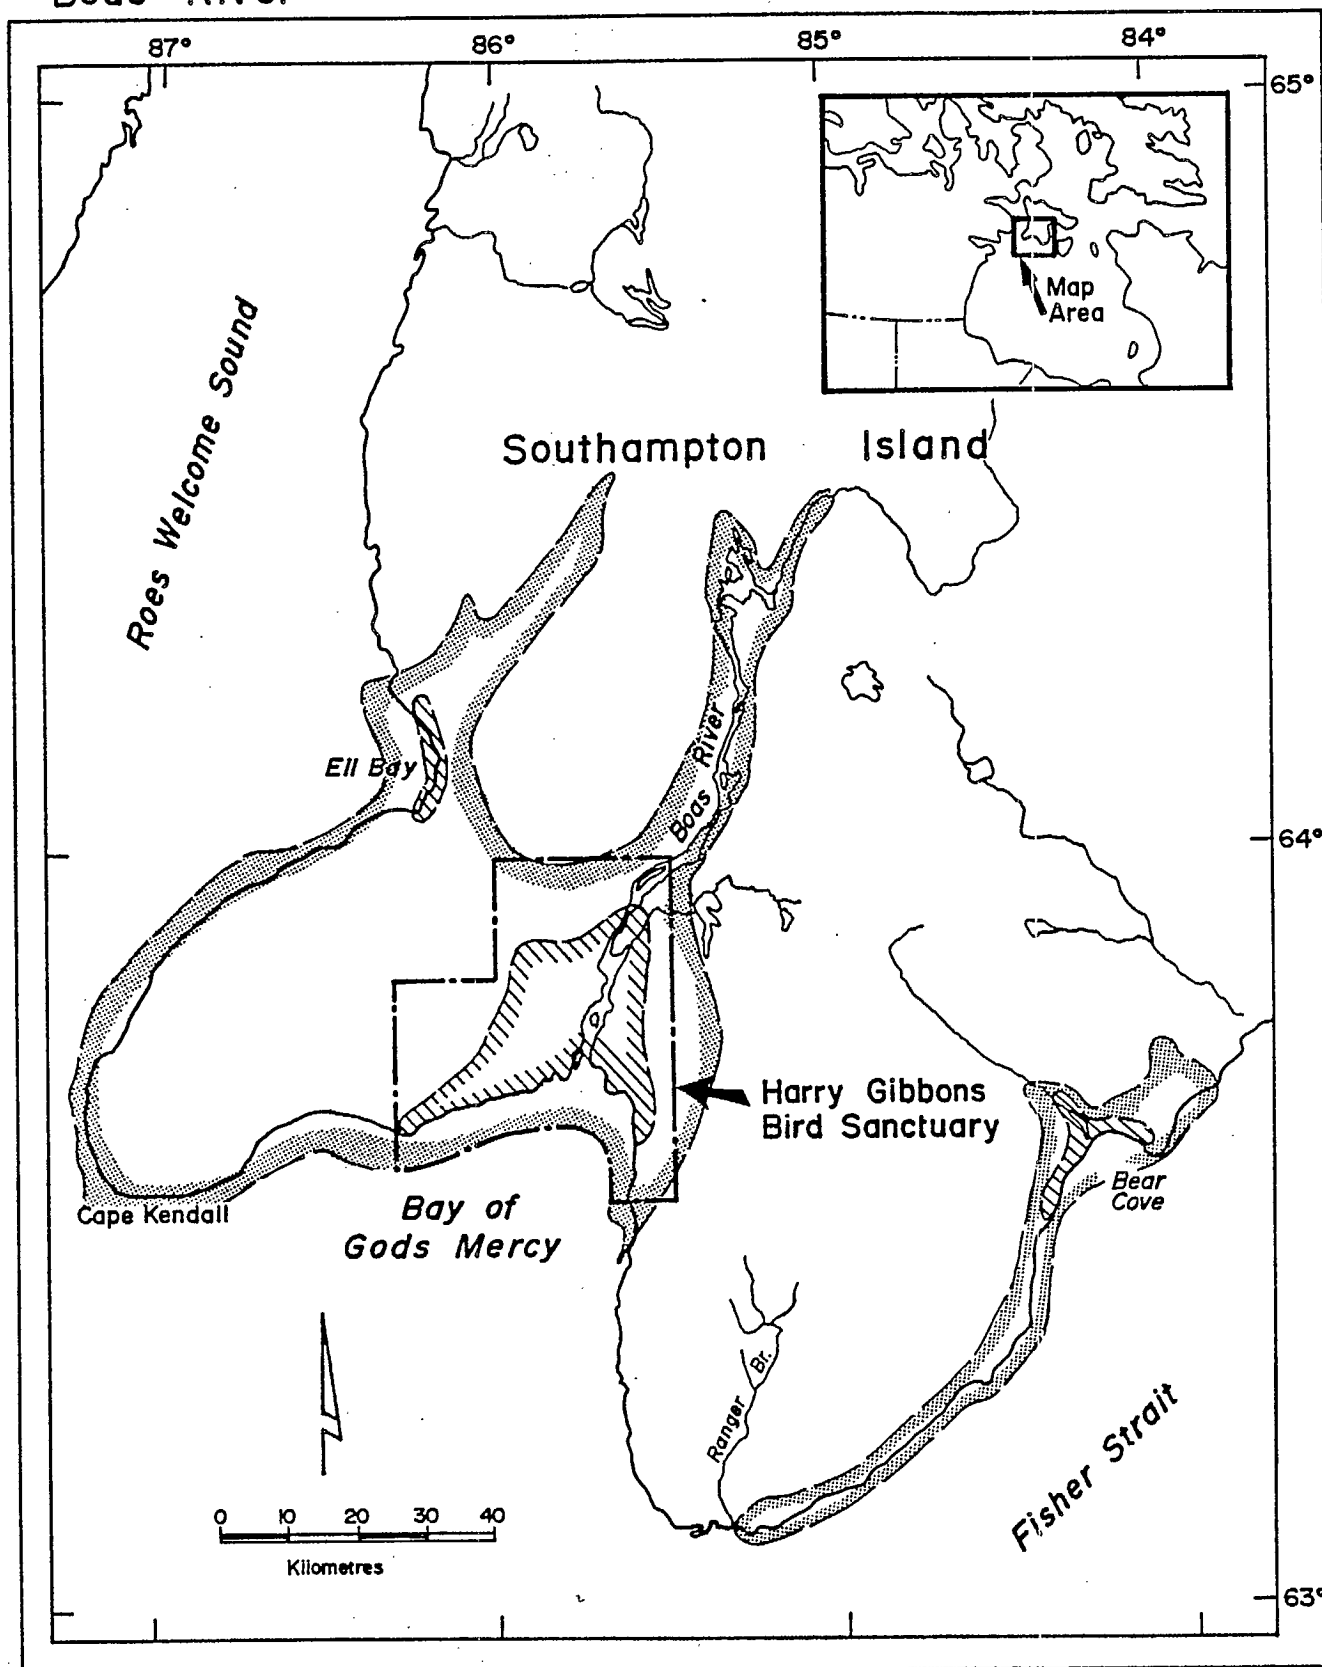 Boas River
87° 86° 85° 84°
65°
Map
Area
Roes Welcome Sound
Southampton Island
Ell Bay
Boas River
64°
Harry Gibbons
Bird Sanctuary
Bear
Cove
Cape Kendall
Bay of
Gods Mercy
Ranger Br.
Fisher Strait
0 10 20 30 40
Kilometres
63°